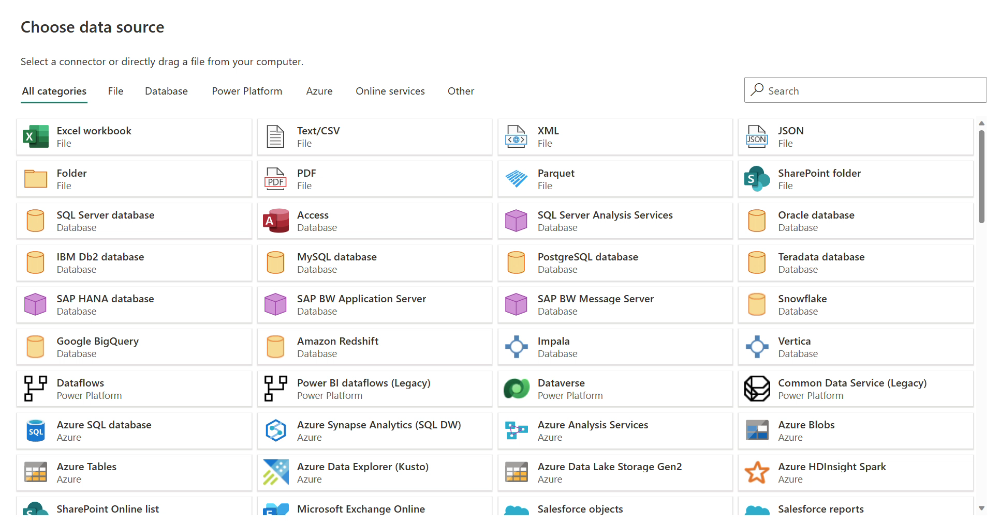 Choose data source
Select a connector or directly drag a file from your computer.
All categories File Database Power Platform Azure Online services Other Search
X Excel workbook
File
Text/CSV
File
XML
File
JSON JSON
File
Folder
File
PDF PDF
File
Parquet
File
S SharePoint folder
File
SQL Server database
Database
A Access
Database
SQL Server Analysis Services
Database
Oracle database
Database
IBM Db2 database
Database
MySQL database
Database
PostgreSQL database
Database
Teradata database
Database
SAP HANA database
Database
SAP BW Application Server
Database
SAP BW Message Server
Database
Snowflake
Database
Google BigQuery
Database
Amazon Redshift
Database
Impala
Database
Vertica
Database
Dataflows
Power Platform
Power BI dataflows (Legacy)
Power Platform
Dataverse
Power Platform
Common Data Service (Legacy)
Power Platform
SQL Azure SQL database
Azure
Azure Synapse Analytics (SQL DW)
Azure
Azure Analysis Services
Azure
Azure Blobs
Azure
Azure Tables
Azure
Azure Data Explorer (Kusto)
Azure
Azure Data Lake Storage Gen2
Azure
Azure HDInsight Spark
Azure
S SharePoint Online list
E Microsoft Exchange Online
Salesforce objects
Salesforce reports